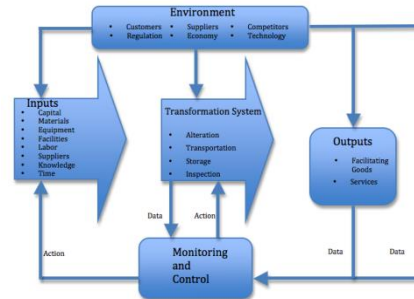 Environment
• Customers • Suppliers • Competitors
• Regulation • Economy • Technology
Inputs
• Capital
• Materials
• Equipment
• Facilities
• Labor
• Suppliers
• Knowledge
• Time
Transformation System
• Alteration
• Transportation
• Storage
• Inspection
Outputs
• Facilitating
Goods
• Services
Data
Action
Data
Data
Action
Monitoring
and
Control